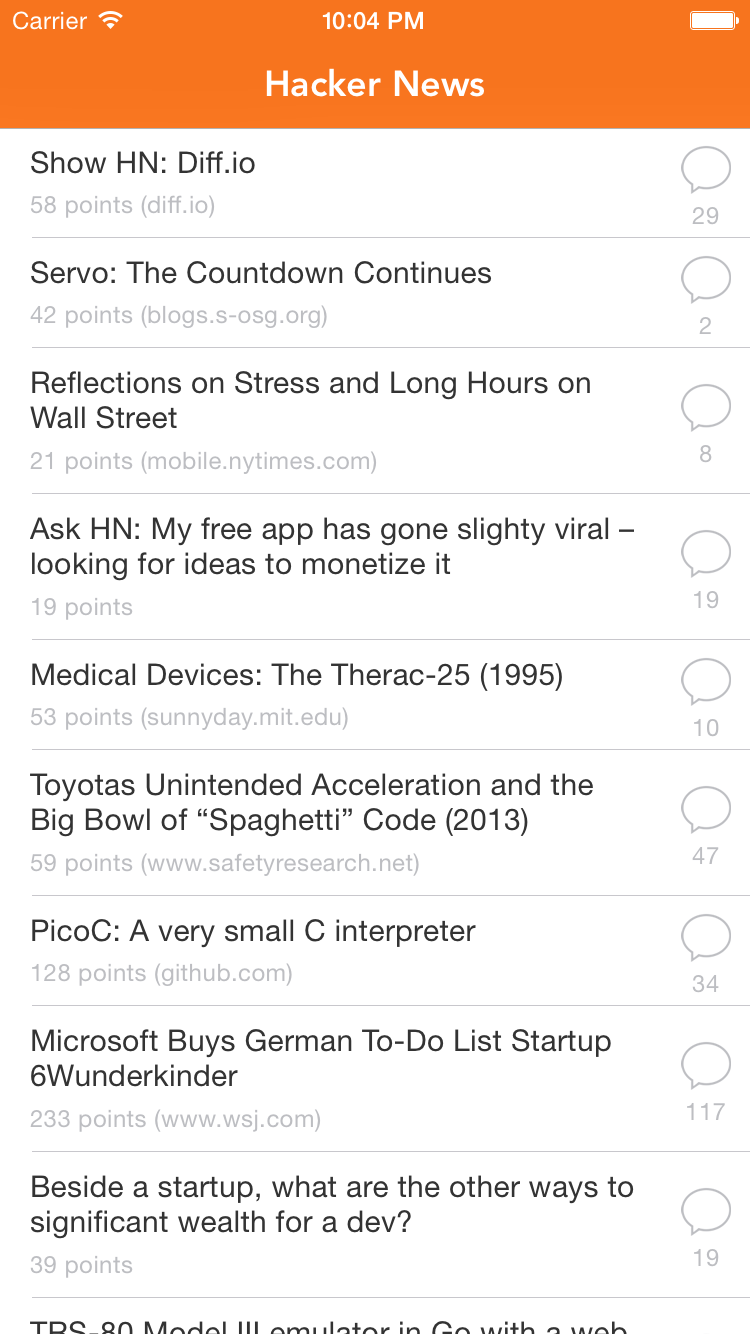 Carrier 10:04 PM
Hacker News
Show HN: Diff.io
58 points (diff.io)
29
Servo: The Countdown Continues
42 points (blogs.s-osg.org)
2
Reflections on Stress and Long Hours on
Wall Street
21 points (mobile.nytimes.com)
8
Ask HN: My free app has gone slighty viral –
looking for ideas to monetize it
19 points
19
Medical Devices: The Therac-25 (1995)
53 points (sunnyday.mit.edu)
10
Toyotas Unintended Acceleration and the
Big Bowl of “Spaghetti” Code (2013)
59 points (www.safetyresearch.net)
47
PicoC: A very small C interpreter
128 points (github.com)
34
Microsoft Buys German To-Do List Startup
6Wunderkinder
233 points (www.wsj.com)
117
Beside a startup, what are the other ways to
significant wealth for a dev?
39 points
19
TRS-80 Model III emulator in Go with a web